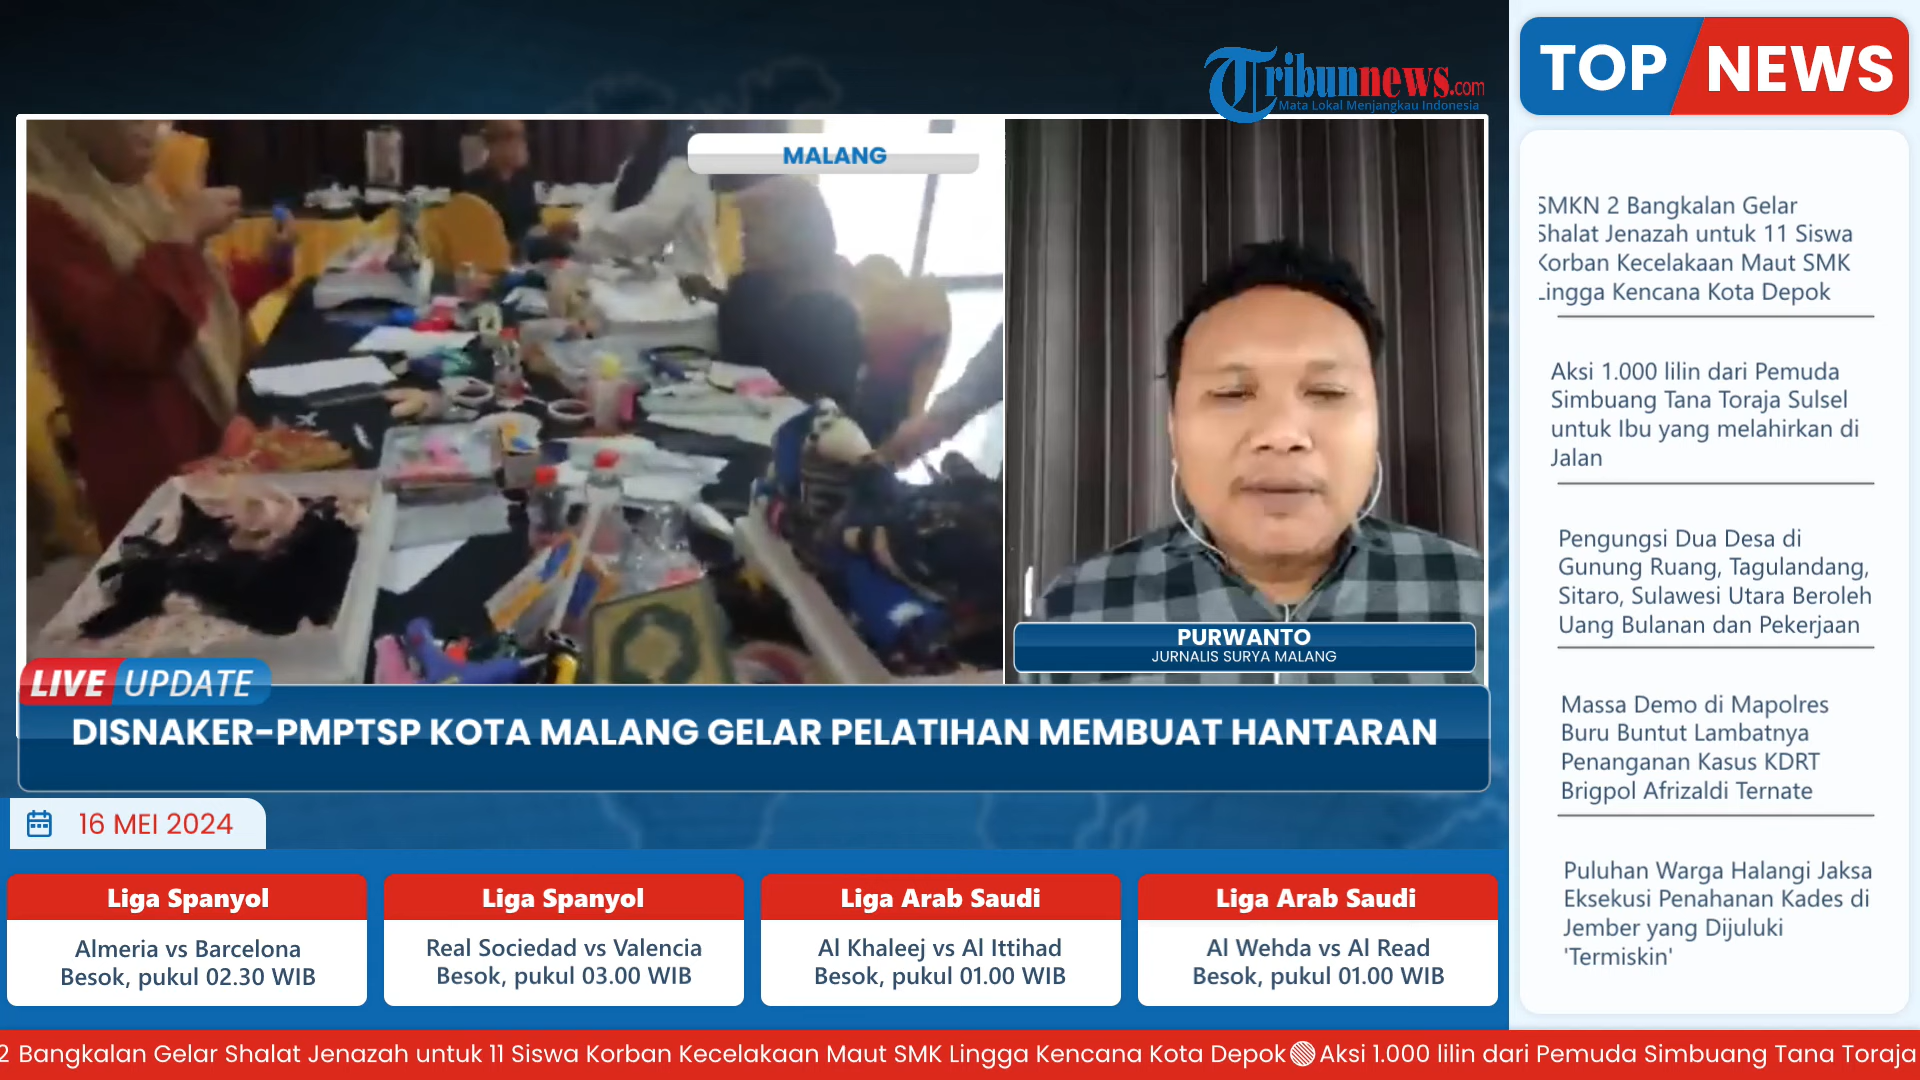 Tribunnews.com
Mata Lokal Menjangkau Indonesia
TOP NEWS
MALANG
PURWANTO
JURNALIS SURYA MALANG
LIVE UPDATE
DISNAKER-PMPTSP KOTA MALANG GELAR PELATIHAN MEMBUAT HANTARAN
16 MEI 2024
Liga Spanyol
Almeria vs Barcelona
Besok, pukul 02.30 WIB
Liga Spanyol
Real Sociedad vs Valencia
Besok, pukul 03.00 WIB
Liga Arab Saudi
Al Khaleej vs Al Ittihad
Besok, pukul 01.00 WIB
Liga Arab Saudi
Al Wehda vs Al Read
Besok, pukul 01.00 WIB
SMKN 2 Bangkalan Gelar
Shalat Jenazah untuk 11 Siswa
Korban Kecelakaan Maut SMK
Lingga Kencana Kota Depok
Aksi 1.000 lilin dari Pemuda
Simbuang Tana Toraja Sulsel
untuk Ibu yang melahirkan di
Jalan
Pengungsi Dua Desa di
Gunung Ruang, Tagulandang,
Sitaro, Sulawesi Utara Beroleh
Uang Bulanan dan Pekerjaan
Massa Demo di Mapolres
Buru Buntut Lambatnya
Penanganan Kasus KDRT
Brigpol Afrizaldi Ternate
Puluhan Warga Halangi Jaksa
Eksekusi Penahanan Kades di
Jember yang Dijuluki
'Termiskin'
2 Bangkalan Gelar Shalat Jenazah untuk 11 Siswa Korban Kecelakaan Maut SMK Lingga Kencana Kota Depok Aksi 1.000 lilin dari Pemuda Simbuang Tana Toraja